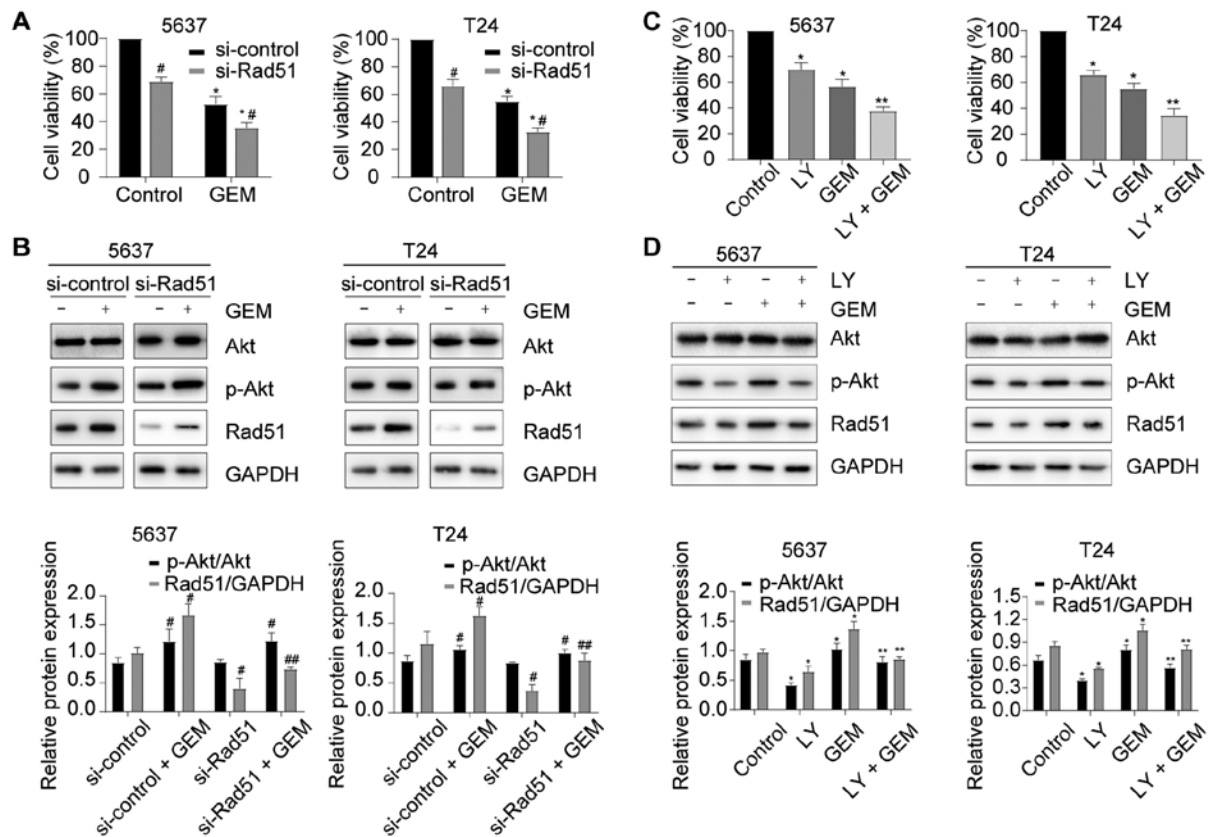 A
5637
T24
Cell viability (%)
100
80
60
40
20
0
#
*
* #
si-control
si-Rad51
Control
GEM
Cell viability (%)
100
80
60
40
20
0
#
*
* #
si-control
si-Rad51
Control
GEM
B
5637
si-control si-Rad51
– + – + GEM
Akt
p-Akt
Rad51
GAPDH
T24
si-control si-Rad51
– + – + GEM
Akt
p-Akt
Rad51
GAPDH
5637
p-Akt/Akt
Rad51/GAPDH
Relative protein expression
2.0
1.5
1.0
0.5
0.0
# # # # ##
si-control
si-control + GEM
si-Rad51
si-Rad51 + GEM
T24
p-Akt/Akt
Rad51/GAPDH
Relative protein expression
2.0
1.5
1.0
0.5
0.0
# # # # ##
si-control
si-control + GEM
si-Rad51
si-Rad51 + GEM
C
5637
Cell viability (%)
100
80
60
40
20
0
* * **
Control
LY
GEM
LY + GEM
T24
Cell viability (%)
100
80
60
40
20
0
* * **
Control
LY
GEM
LY + GEM
D
5637
– + – + LY
– – + + GEM
Akt
p-Akt
Rad51
GAPDH
T24
– + – + LY
– – + + GEM
Akt
p-Akt
Rad51
GAPDH
5637
p-Akt/Akt
Rad51/GAPDH
Relative protein expression
2.0
1.5
1.0
0.5
0.0
* * * * ** **
Control
LY
GEM
LY + GEM
T24
p-Akt/Akt
Rad51/GAPDH
Relative protein expression
1.5
1.2
0.9
0.6
0.3
0.0
* * * * ** **
Control
LY
GEM
LY + GEM